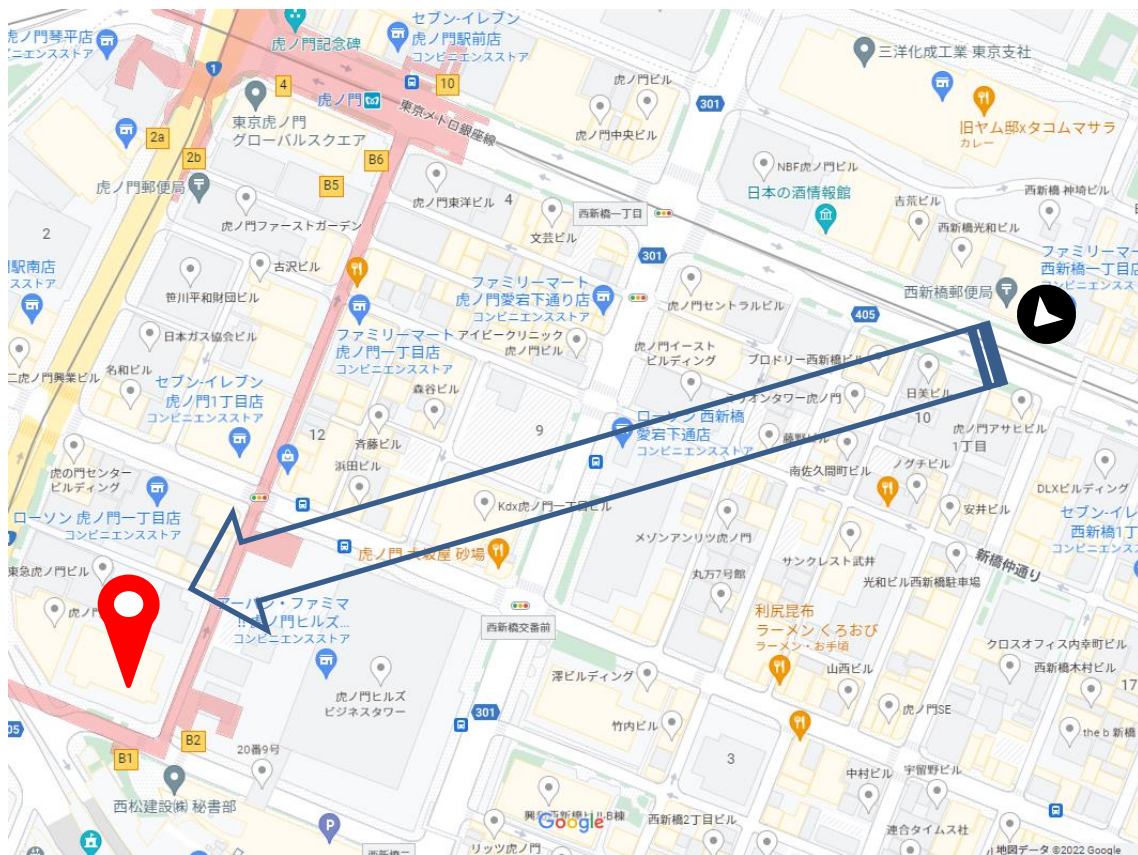 虎ノ門琴平店
コンビニエンスストア
虎ノ門記念碑
セブン-イレブン
虎ノ門駅前店
コンビニエンスストア
三洋化成工業 東京支社
1
4
10
虎ノ門
東京メトロ銀座線
虎ノ門ビル
虎ノ門中央ビル
301
旧ヤム邸xタコムマサラ
カレー
東京虎ノ門
グローバルスクエア
2a
2b
B6
B5
虎ノ門郵便局
虎ノ門東洋ビル
4
文芸ビル
西新橋一丁目
NBF虎ノ門ビル
日本の酒情報館
西新橋 神埼ビル
吉荒ビル
西新橋光和ビル
虎ノ門ファーストガーデン
2
古沢ビル
301
ファミリーマート
西新橋一丁目店
コンビニエンスス
駅南店
笹川平和財団ビル
ファミリーマート
虎ノ門愛宕下通り店
コンビニエンスストア
虎ノ門セントラルビル
西新橋郵便局
405
日本ガス協会ビル
ファミリーマート
虎ノ門一丁目店
コンビニエンスストア
アイビークリニック
虎ノ門ビル
虎ノ門イースト
ビルディング
ブロドリー西新橋ビル
二虎ノ門興業ビル
名和ビル
セブン-イレブン
虎ノ門1丁目店
コンビニエンスストア
森谷ビル
日美ビル
10
虎ノ門アサヒビル
1丁目
12
斉藤ビル
9
ローソン 西新橋
愛宕下通店
コンビニエンスストア
藤野ビル
南佐久間町ビル
ノグチビル
虎の門センター
ビルディング
浜田ビル
DLXビルディング
ローソン 虎ノ門一丁目店
コンビニエンスストア
Kdx虎ノ門一丁目ビル
安井ビル
セブン-イレ
西新橋1丁
コンビニエンス
メゾンアンリツ虎ノ門
虎ノ門 大坂屋 砂場
サンクレスト武井
新橋仲通り
東急虎ノ門ビル
丸万7号館
光和ビル西新橋駐車場
虎ノ門
アーバン・ファミマ
!! 虎ノ門ヒルズ...
コンビニエンスストア
西新橋交番前
利尻昆布
ラーメン くろおび
ラーメン・お手頃
クロスオフィス内幸町ビル
西新橋木村ビル
17
澤ビルディング
山西ビル
虎ノ門ヒルズ
ビジネスタワー
301
竹内ビル
虎ノ門SE
the b 新橋
05
B2
B1
20番9号
3
中村ビル
宇留野ビル
西松建設㈱ 秘書部
P
Google
西新橋2丁目ビル
連合タイムス社
リッツ虎ノ門
地図データ ©2022 Google